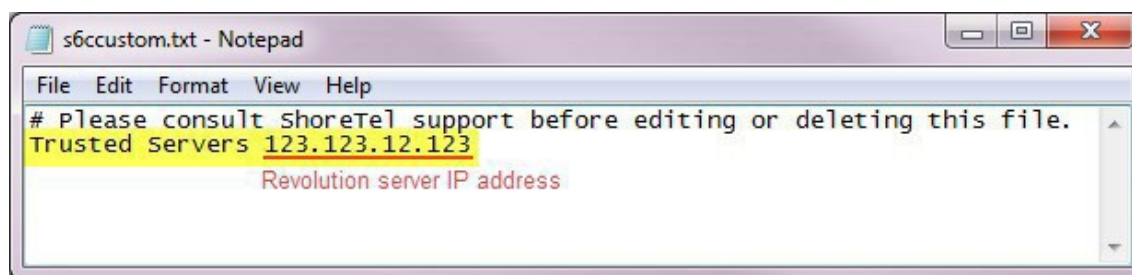 s6ccustom.txt - Notepad
File Edit Format View Help
# Please consult ShoreTel support before editing or deleting this file.
Trusted Servers 123.123.12.123
Revolution server IP address